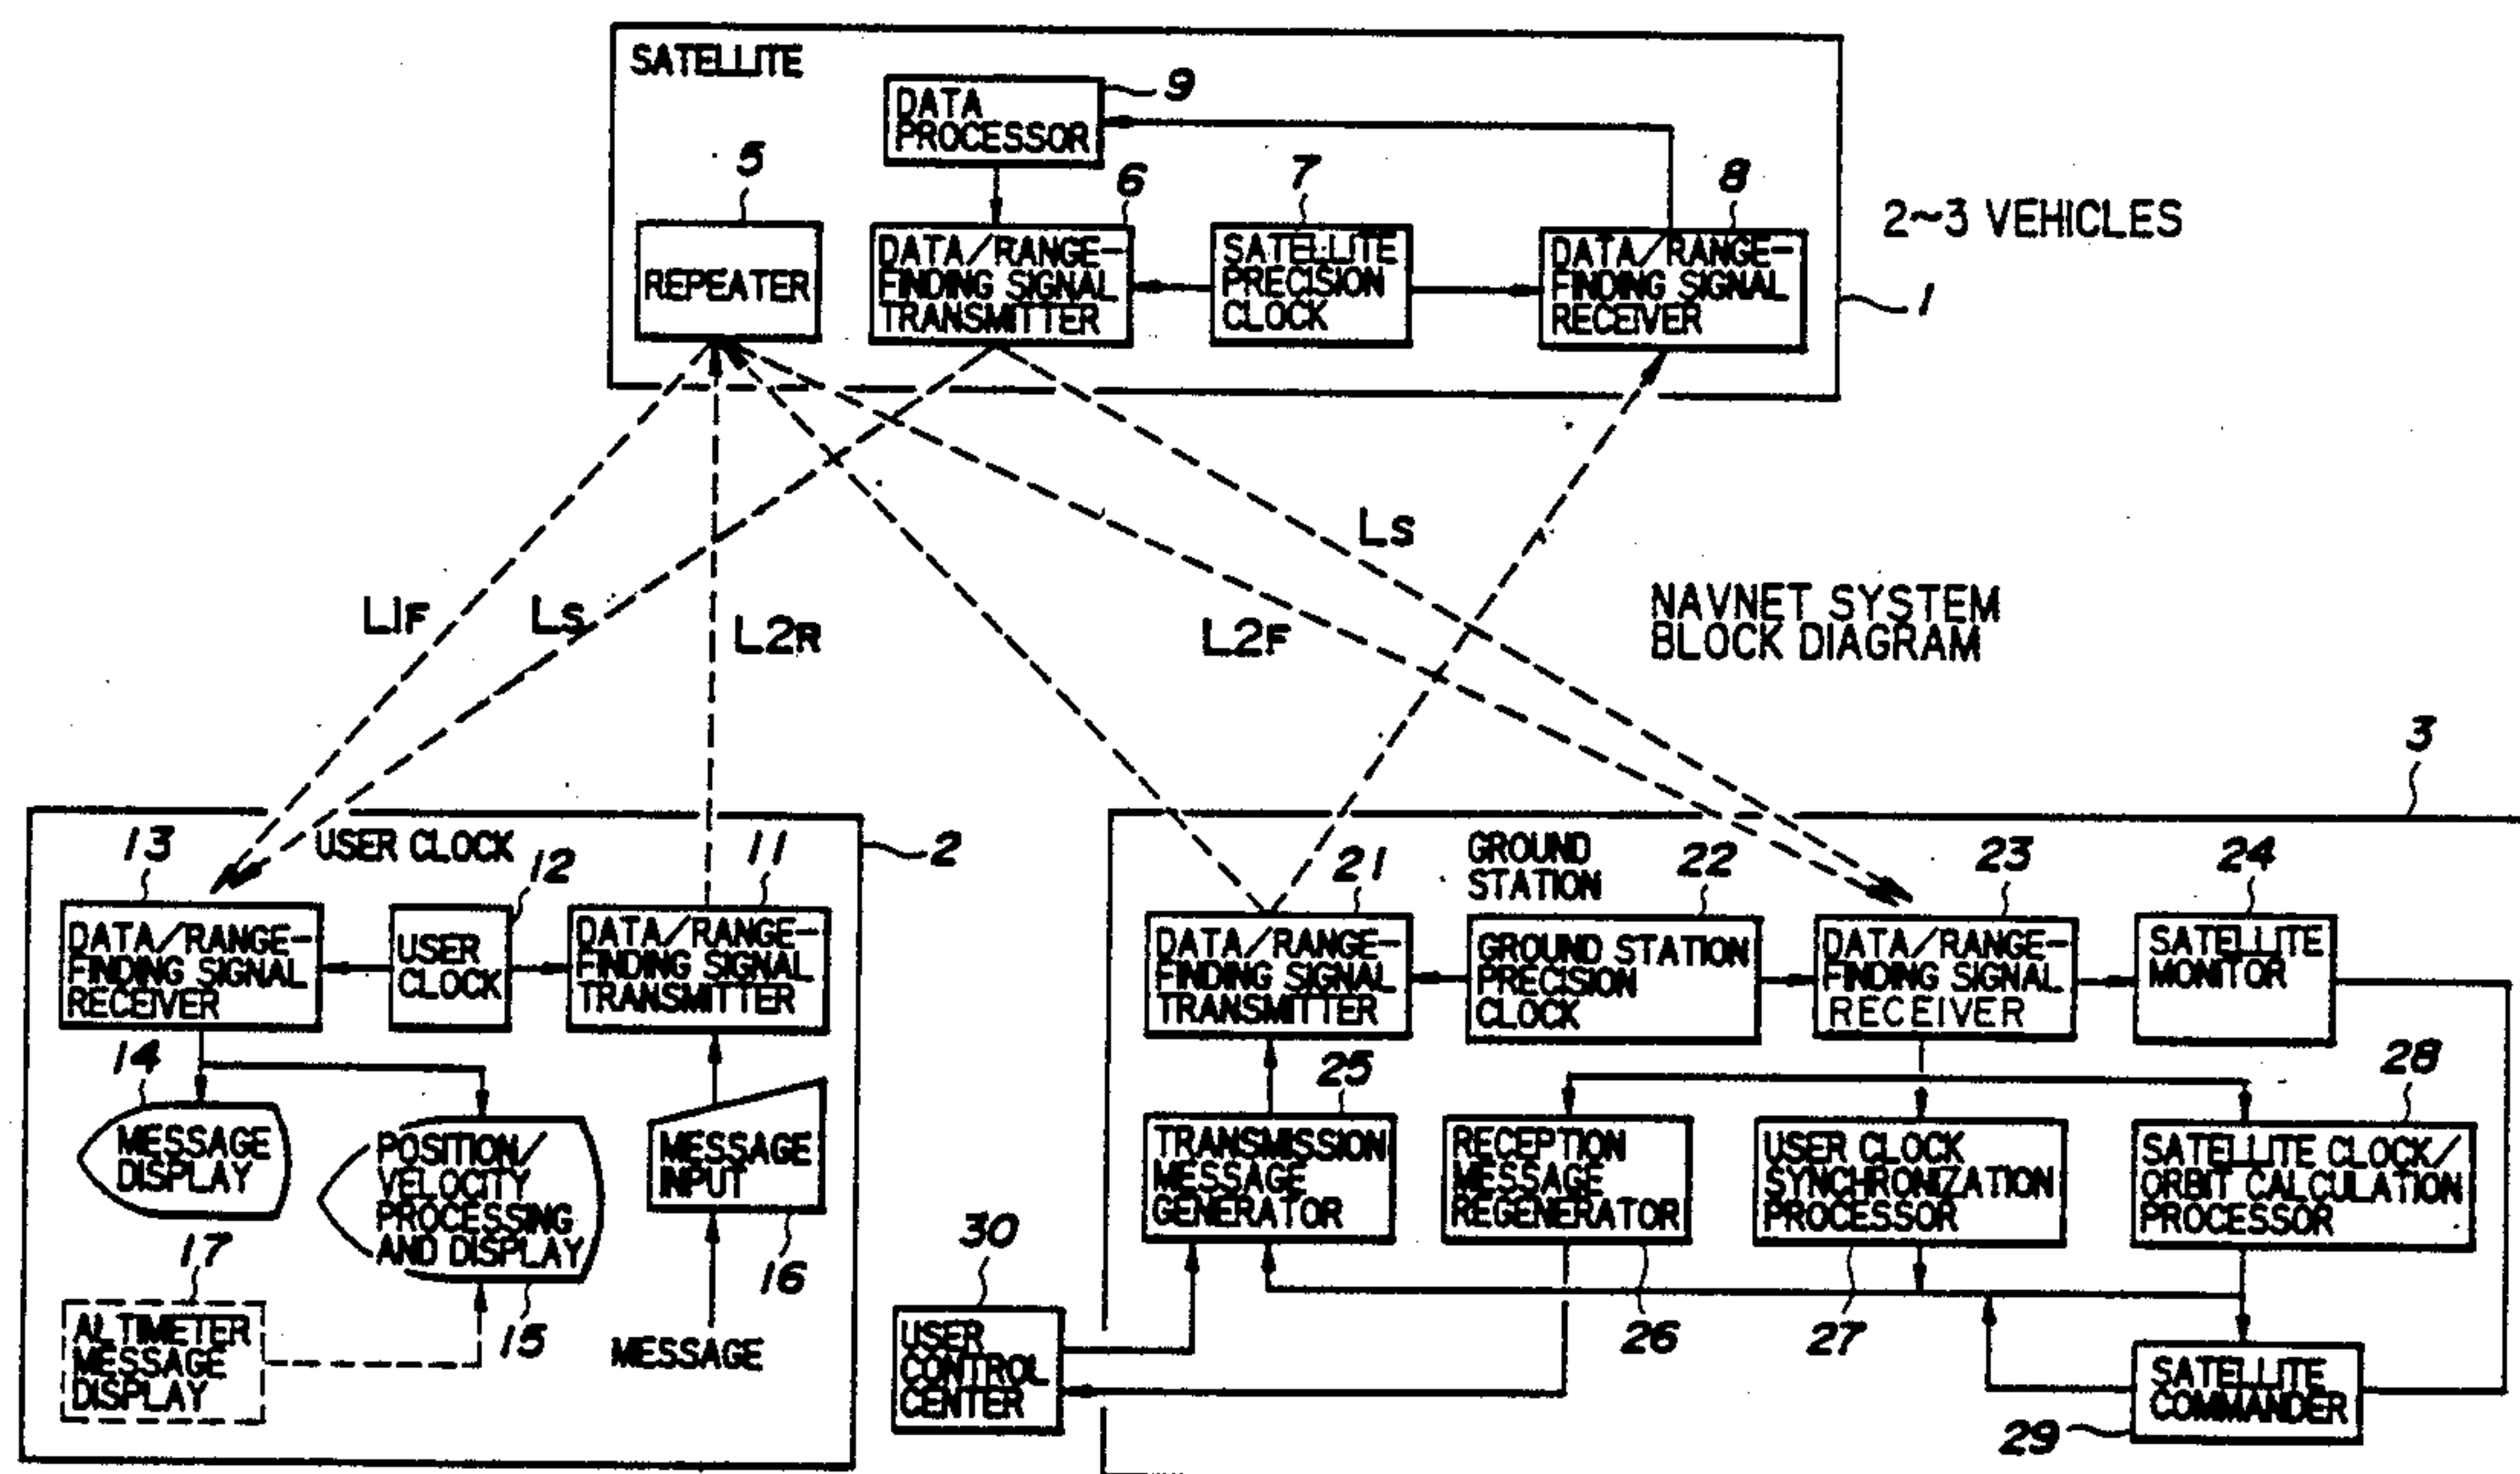 SATELLITE
9
DATA
PROCESSOR
5
6
7
8
REPEATER
DATA/RANGE-
FINDING SIGNAL
TRANSMITTER
SATELLITE
PRECISION
CLOCK
DATA/RANGE-
FINDING SIGNAL
RECEIVER
2~3 VEHICLES
1
L1F
LS
L2R
L2F
LS
NAVNET SYSTEM
BLOCK DIAGRAM
3
USER CLOCK
2
13
12
11
DATA/RANGE-
FINDING SIGNAL
RECEIVER
USER
CLOCK
DATA/RANGE-
FINDING SIGNAL
TRANSMITTER
14
MESSAGE
DISPLAY
POSITION/
VELOCITY
PROCESSING
AND DISPLAY
MESSAGE
INPUT
17
15
16
ALTIMETER
MESSAGE
DISPLAY
MESSAGE
GROUND
STATION
21
22
23
24
DATA/RANGE-
FINDING SIGNAL
TRANSMITTER
GROUND STATION
PRECISION
CLOCK
DATA/RANGE-
FINDING SIGNAL
RECEIVER
SATELLITE
MONITOR
25
28
TRANSMISSION
MESSAGE
GENERATOR
RECEPTION
MESSAGE
REGENERATOR
USER CLOCK
SYNCHRONIZATION
PROCESSOR
SATELLITE CLOCK/
ORBIT CALCULATION
PROCESSOR
30
26
27
USER
CONTROL
CENTER
SATELLITE
COMMANDER
29